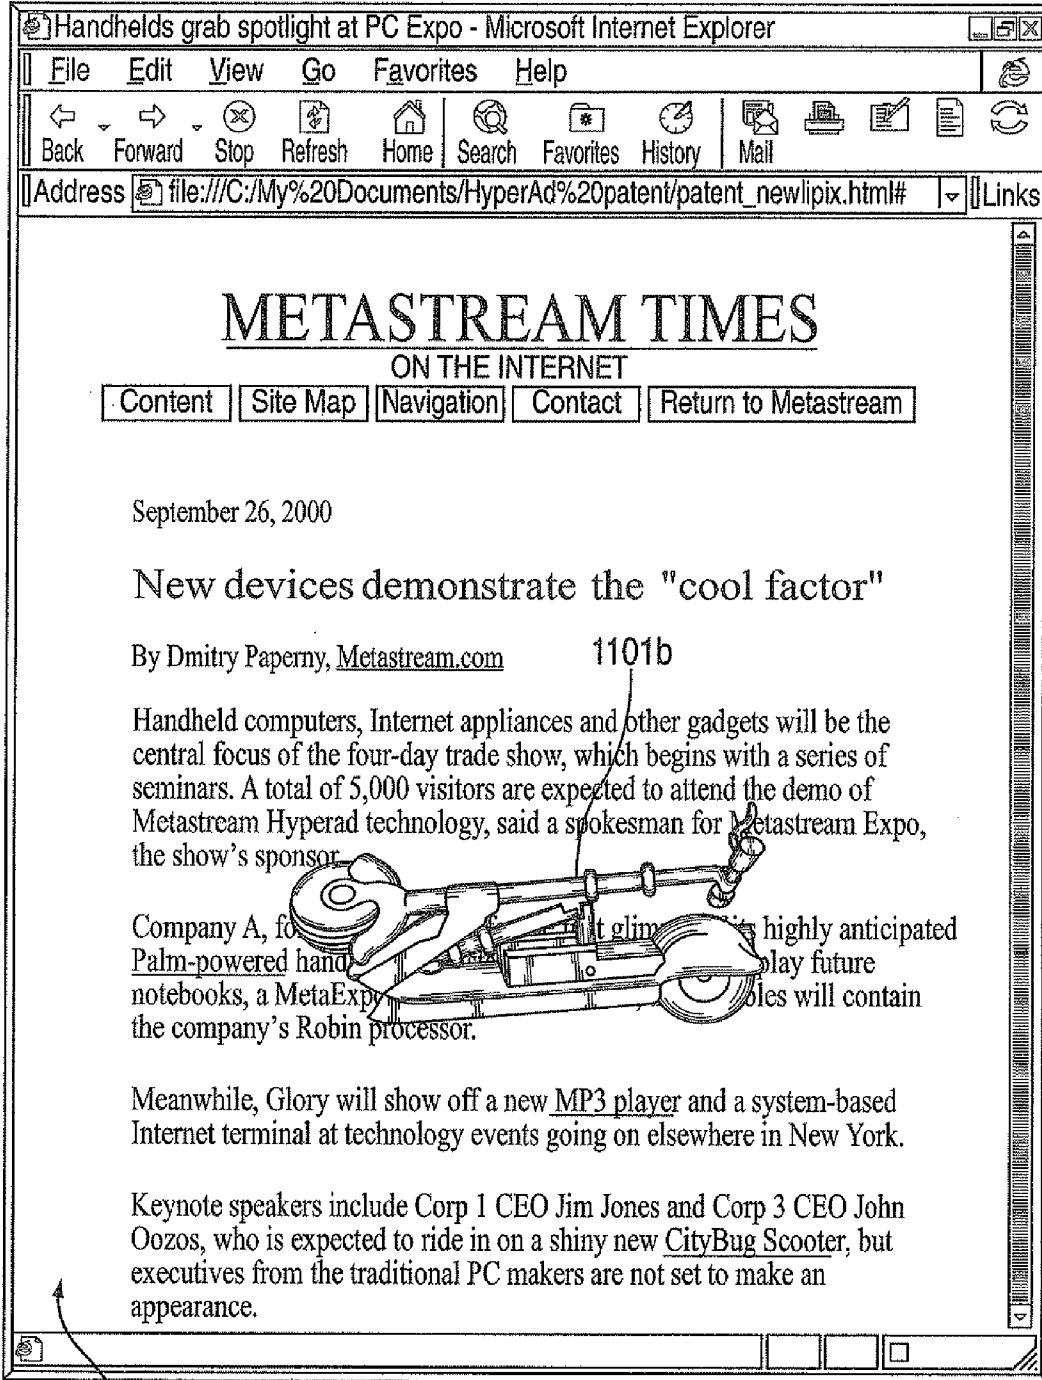 Handhelds grab spotlight at PC Expo - Microsoft Internet Explorer
File Edit View Go Favorites Help
Back Forward Stop Refresh Home Search Favorites History Mail
Address file:///C:/My%20Documents/HyperAd%20patent/patent_newlipix.html# Links
METASTREAM TIMES
ON THE INTERNET
Content Site Map Navigation Contact Return to Metastream
September 26, 2000
New devices demonstrate the "cool factor"
By Dmitry Paperny, Metastream.com 1101b
Handheld computers, Internet appliances and other gadgets will be the
central focus of the four-day trade show, which begins with a series of
seminars. A total of 5,000 visitors are expected to attend the demo of
Metastream Hyperad technology, said a spokesman for Metastream Expo,
the show's sponsor.
Company A, highly anticipated
Palm-powered future
notebooks, a will contain
the company's Robin processor.
Meanwhile, Glory will show off a new MP3 player and a system-based
Internet terminal at technology events going on elsewhere in New York.
Keynote speakers include Corp 1 CEO Jim Jones and Corp 3 CEO John
Oozos, who is expected to ride in on a shiny new CityBug Scooter, but
executives from the traditional PC makers are not set to make an
appearance.